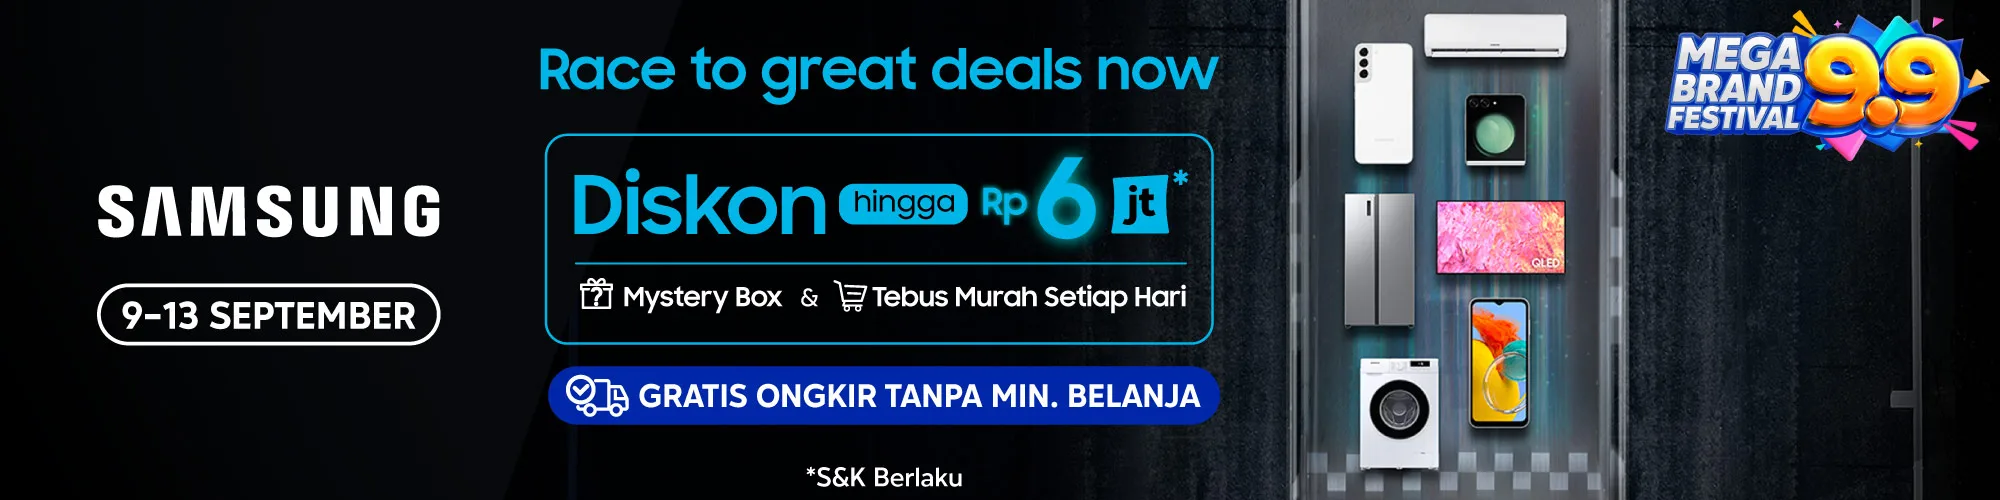 SAMSUNG
9-13 SEPTEMBER
Race to great deals now
Diskon hingga Rp 6 jt*
Mystery Box & Tebus Murah Setiap Hari
GRATIS ONGKIR TANPA MIN. BELANJA
*S&K Berlaku
QLED
MEGA
BRAND
FESTIVAL
9.9